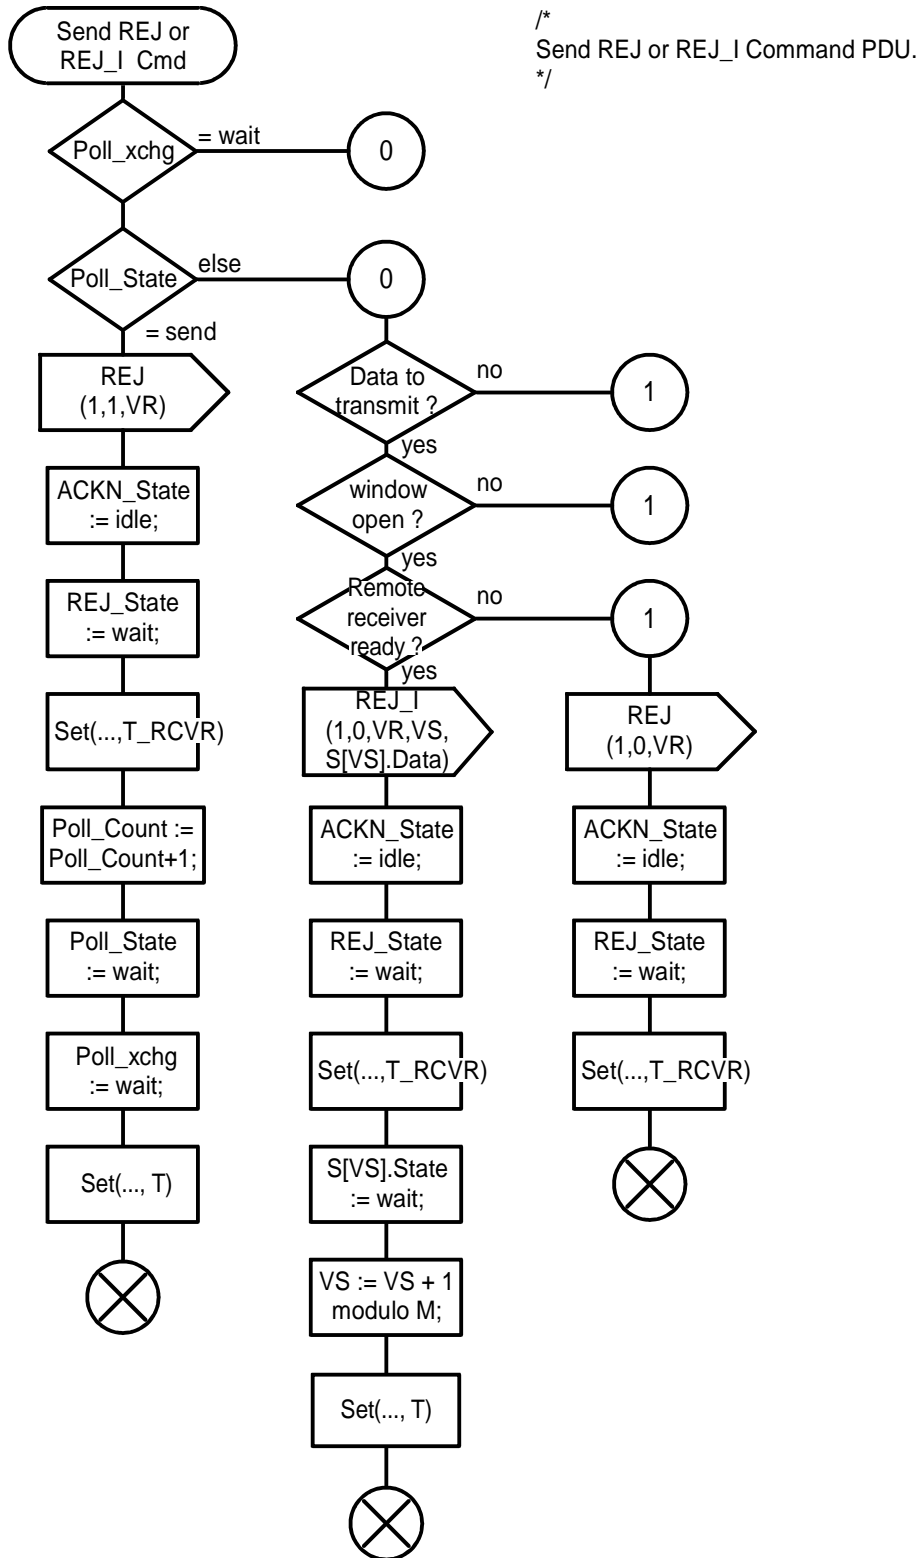 Send REJ or
REJ_I Cmd
/*
Send REJ or REJ_I Command PDU.
*/
Poll_xchg
= wait
0
Poll_State
else
0
= send
REJ
(1,1,VR)
ACKN_State
:= idle;
REJ_State
:= wait;
Set(...,T_RCVR)
Poll_Count :=
Poll_Count+1;
Poll_State
:= wait;
Poll_xchg
:= wait;
Set(..., T)
Data to
transmit ?
no
1
yes
window
open ?
no
1
yes
Remote
receiver
ready ?
no
1
yes
REJ_I
(1,0,VR,VS,
S[VS].Data)
ACKN_State
:= idle;
REJ_State
:= wait;
Set(...,T_RCVR)
S[VS].State
:= wait;
VS := VS + 1
modulo M;
Set(..., T)
REJ
(1,0,VR)
ACKN_State
:= idle;
REJ_State
:= wait;
Set(...,T_RCVR)